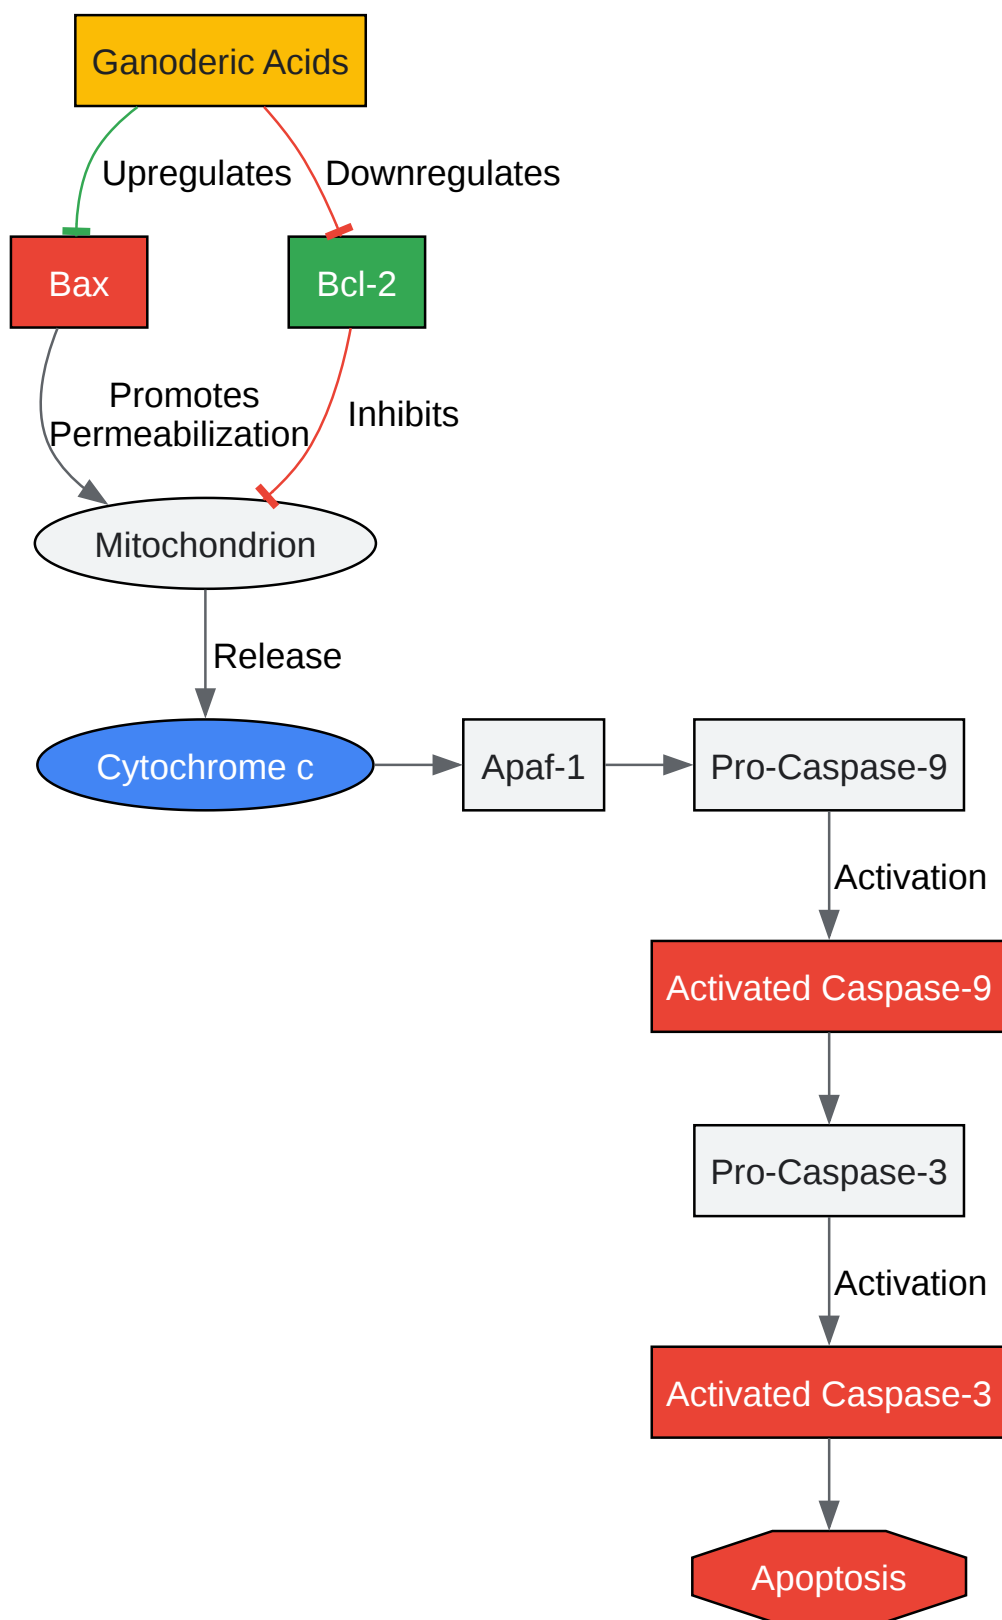 Ganoderic Acids
Upregulates
Downregulates
Bax
Bcl-2
Promotes
Permeabilization
Inhibits
Mitochondrion
Release
Cytochrome c
Apaf-1
Pro-Caspase-9
Activation
Activated Caspase-9
Pro-Caspase-3
Activation
Activated Caspase-3
Apoptosis